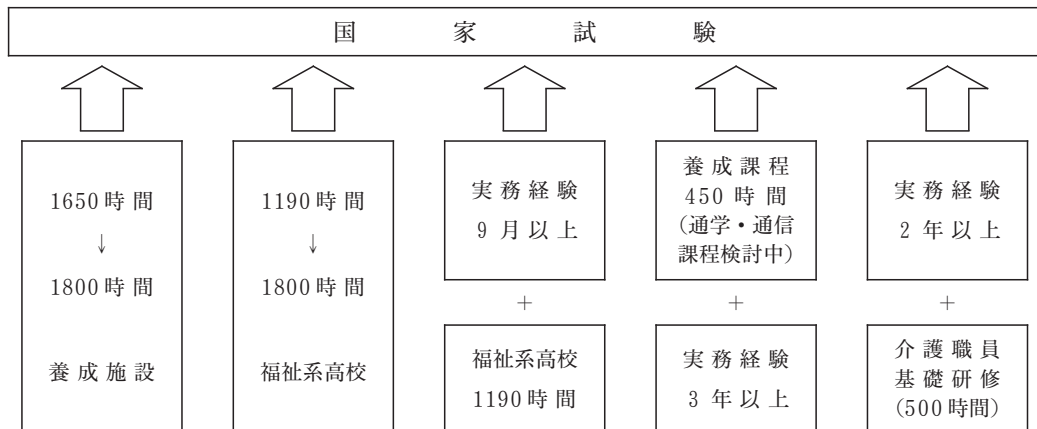 国家試験
1650時間
↓
1800時間
養成施設
1190時間
↓
1800時間
福祉系高校
実務経験
9月以上
＋
福祉系高校
1190時間
養成課程
450時間
(通学・通信
課程検討中)
＋
実務経験
3年以上
実務経験
2年以上
＋
介護職員
基礎研修
(500時間)